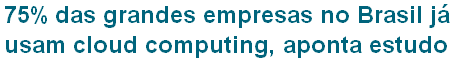 75% das grandes empresas no Brasil já
usam cloud computing, aponta estudo